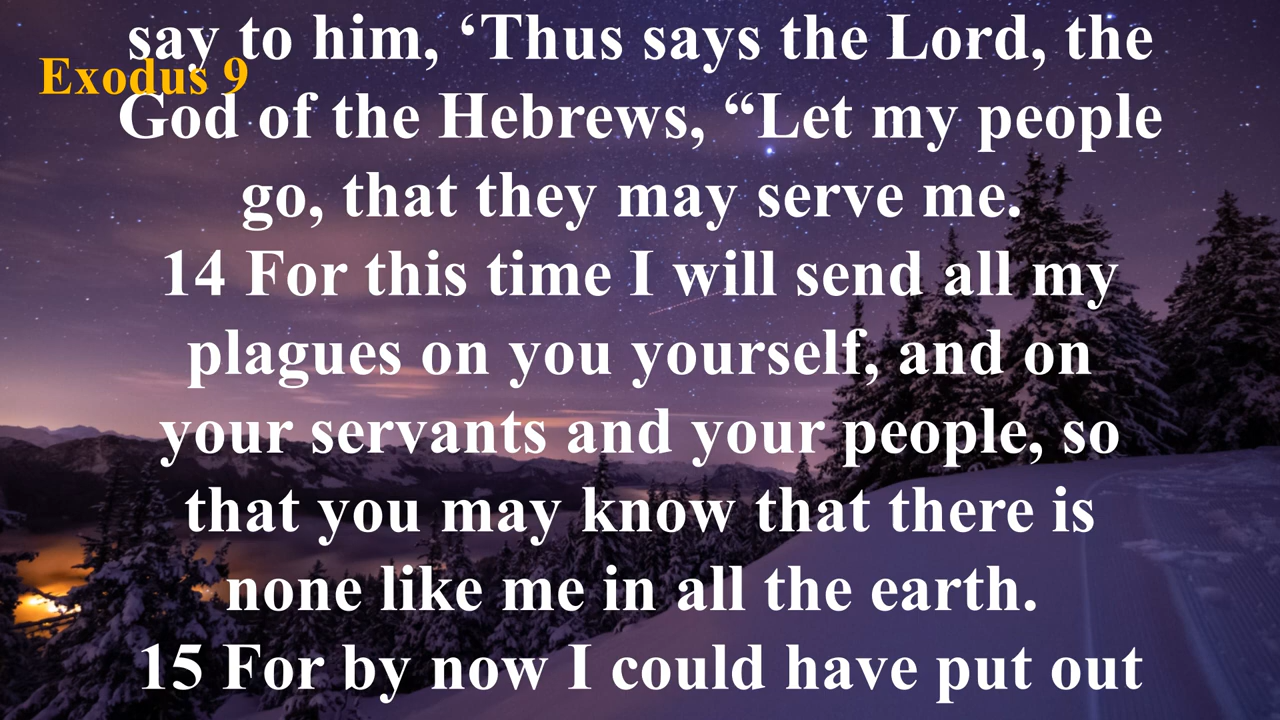 say to him, ‘Thus says the Lord, the
Exodus 9
God of the Hebrews, “Let my people
go, that they may serve me.
14 For this time I will send all my
plagues on you yourself, and on
your servants and your people, so
that you may know that there is
none like me in all the earth.
15 For by now I could have put out